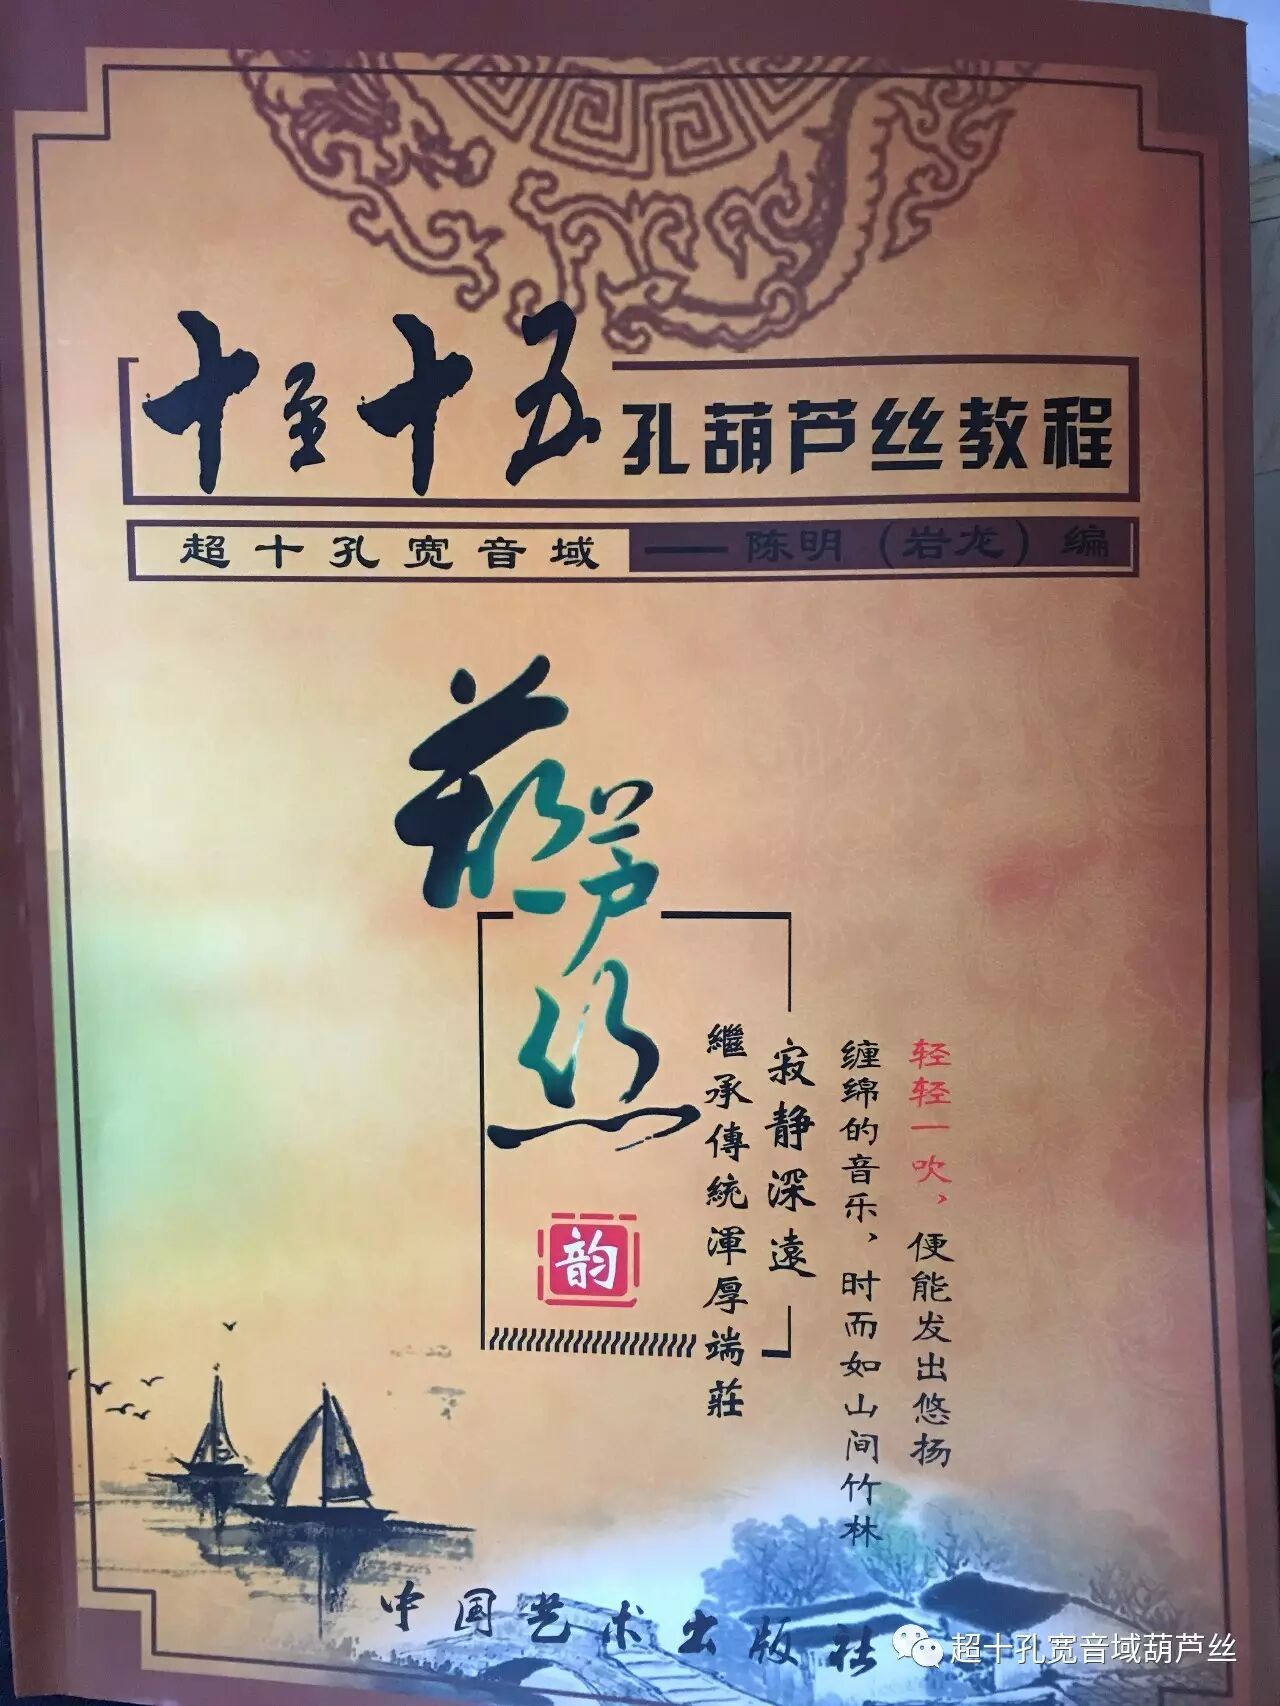 十至十五孔葫芦丝教程
超十孔宽音域——陈明（岩龙）编
葫芦丝
韵
轻轻一吹，便能发出悠扬
缠绵的音乐，时而如山间竹林
寂静深遠
繼承傳統渾厚端莊
中国艺术出版社
超十孔宽音域葫芦丝